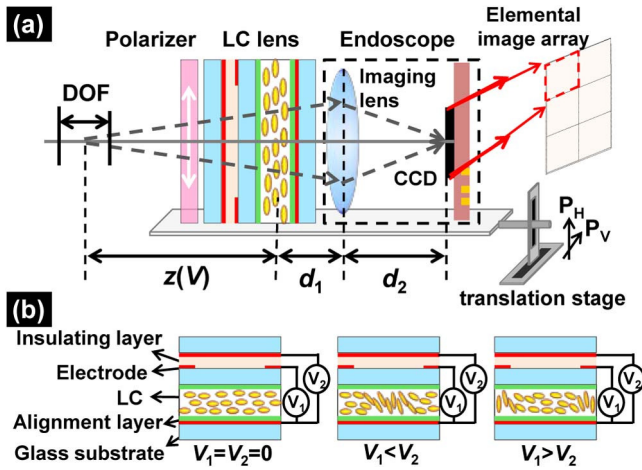 (a)
Polarizer LC lens Endoscope
Elemental
image array
DOF
Imaging
lens
CCD
P_H
P_V
z(V) d_1 d_2
translation stage
(b)
Insulating layer
Electrode
LC
Alignment layer
Glass substrate
V_1 V_2
V_1 V_2
V_1 V_2
V_1=V_2=0 V_1<V_2 V_1>V_2